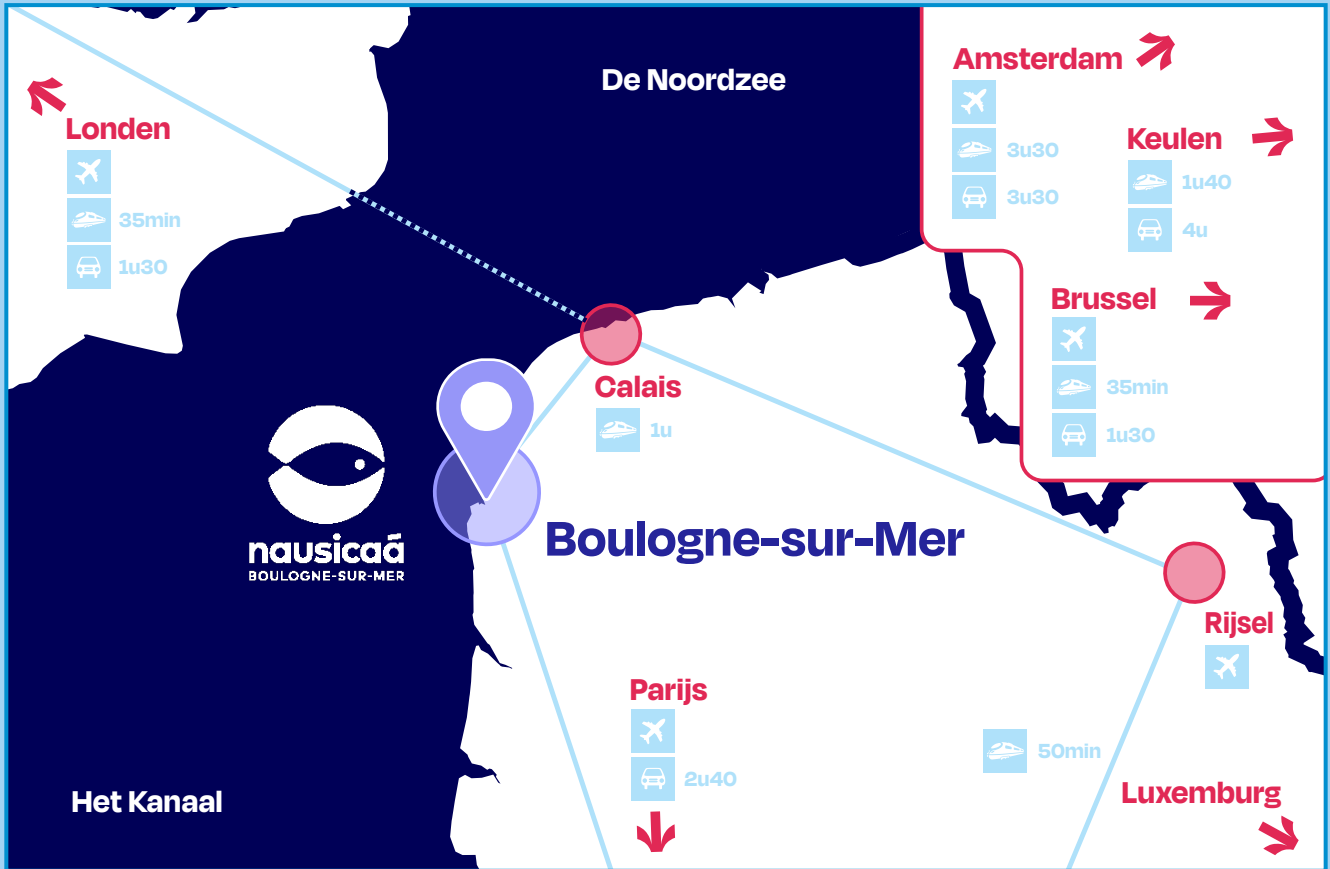 De Noordzee
Londen
35min
1u30
Amsterdam
3u30
3u30
Keulen
1u40
4u
Brussel
35min
1u30
Calais
1u
nausicaá
BOULOGNE-SUR-MER
Boulogne-sur-Mer
Rijsel
Parijs
2u40
50min
Het Kanaal
Luxemburg